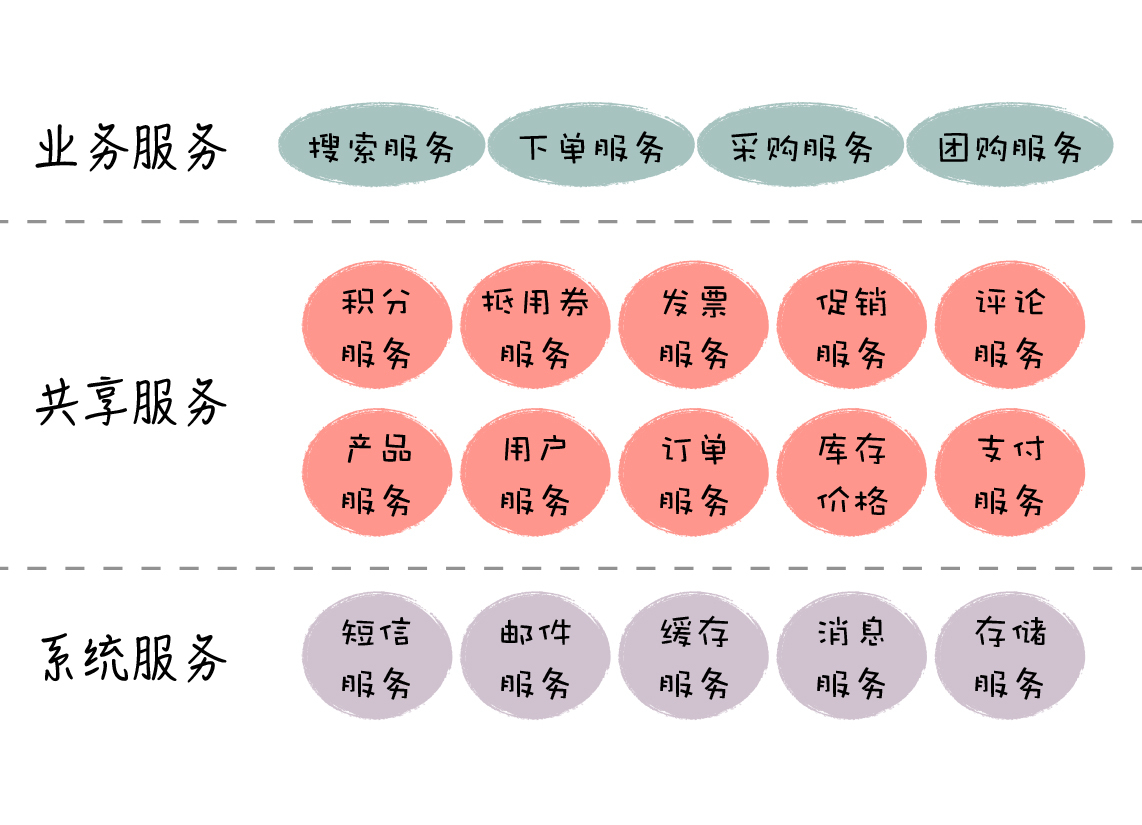 业务服务
搜索服务 下单服务 采购服务 团购服务
共享服务
积分 抵用券 发票 促销 评论
服务 服务 服务 服务 服务
产品 用户 订单 库存 支付
服务 服务 服务 价格 服务
系统服务
短信 邮件 缓存 消息 存储
服务 服务 服务 服务 服务